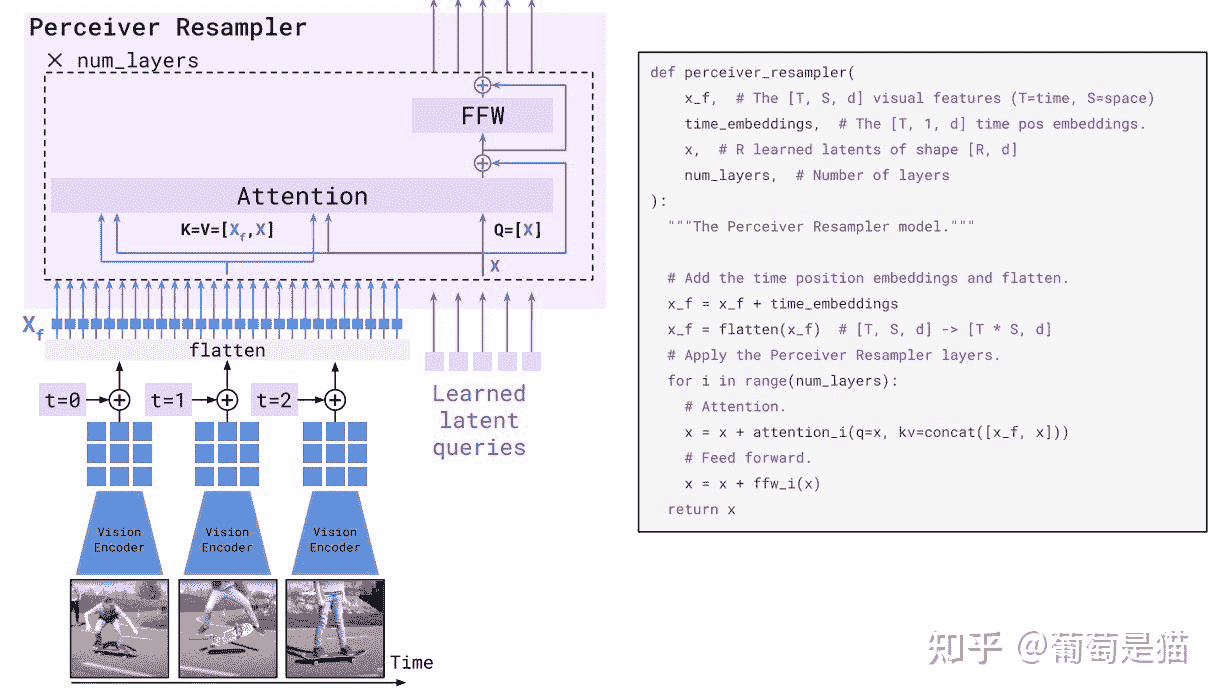 Perceiver Resampler
× num_layers
FFW
Attention
K=V=[Xf,X]
Q=[X]
X
Xf
flatten
t=0
t=1
t=2
Learned
latent
queries
Vision
Encoder
Vision
Encoder
Vision
Encoder
Time
def perceiver_resampler(
x_f,  # The [T, S, d] visual features (T=time, S=space)
time_embeddings,  # The [T, 1, d] time pos embeddings.
x,  # R learned latents of shape [R, d]
num_layers,  # Number of layers
):
"""The Perceiver Resampler model."""
# Add the time position embeddings and flatten.
x_f = x_f + time_embeddings
x_f = flatten(x_f)  # [T, S, d] -> [T * S, d]
# Apply the Perceiver Resampler layers.
for i in range(num_layers):
# Attention.
x = x + attention_i(q=x, kv=concat([x_f, x]))
# Feed forward.
x = x + ffw_i(x)
return x
知乎 @葡萄是猫